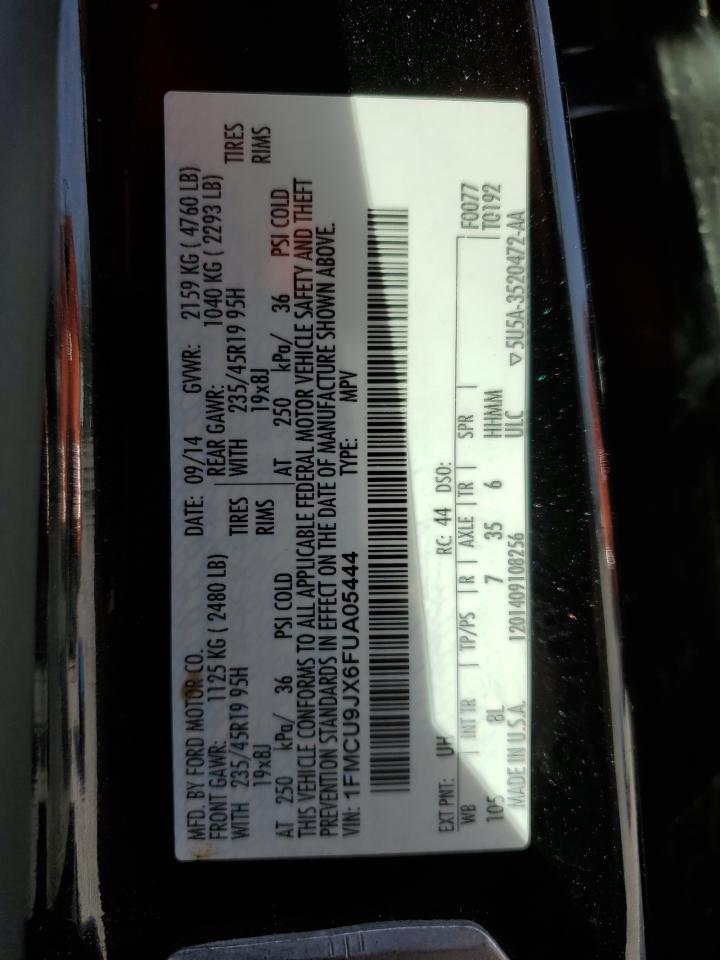 MFD. BY FORD MOTOR CO.
DATE: 09/14 GVWR: 2159 KG ( 4760 LB)
FRONT GAWR: 1125 KG ( 2480 LB)
REAR GAWR: 1040 KG ( 2293 LB)
WITH 235/45R19 95H TIRES
WITH 235/45R19 95H TIRES
19x8J RIMS
19x8J RIMS
AT 250 kPa/ 36 PSI COLD
AT 250 kPa/ 36 PSI COLD
THIS VEHICLE CONFORMS TO ALL APPLICABLE FEDERAL MOTOR VEHICLE SAFETY AND THEFT
PREVENTION STANDARDS IN EFFECT ON THE DATE OF MANUFACTURE SHOWN ABOVE.
VIN: 1FMCU9JX6FUA05444 TYPE: MPV
EXT PNT: UH RC: 44 DSO:
WB INT TR TP/PS R AXLE TR SPR F0077
105 8L 7 35 6 HHMM T0192
MADE IN U.S.A. 1201409108256 ULC ▽5U5A-3520472-AA